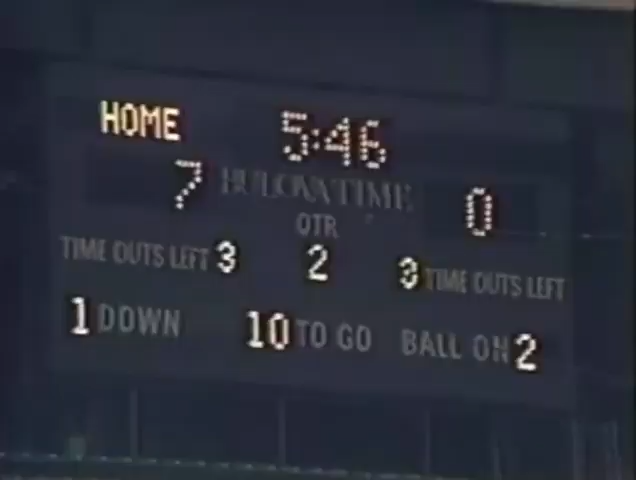 HOME 5:46
7 BULOVA TIME 0
QTR
TIME OUTS LEFT 3 2 3 TIME OUTS LEFT
1 DOWN 10 TO GO BALL ON 2